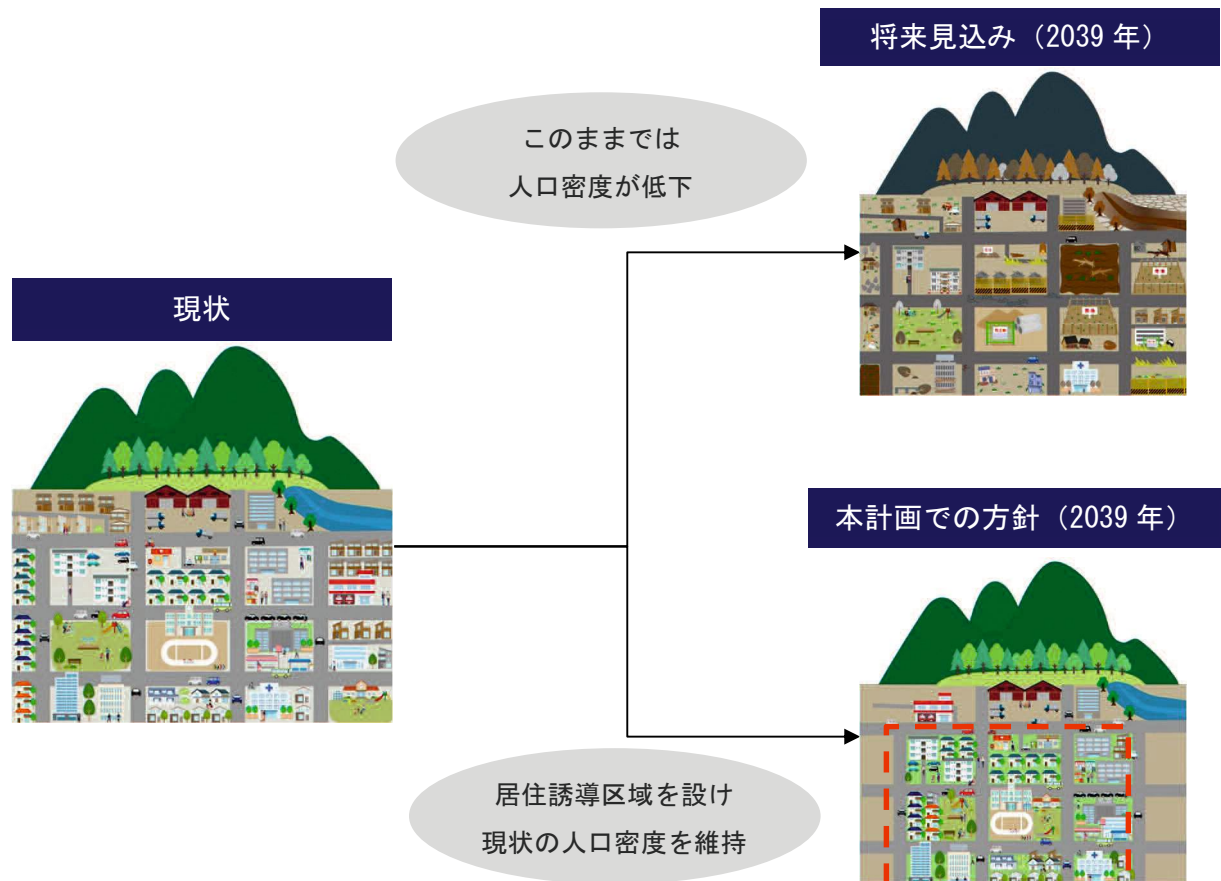 将来見込み（2039 年）
このままでは
人口密度が低下
現状
本計画での方針（2039 年）
居住誘導区域を設け
現状の人口密度を維持